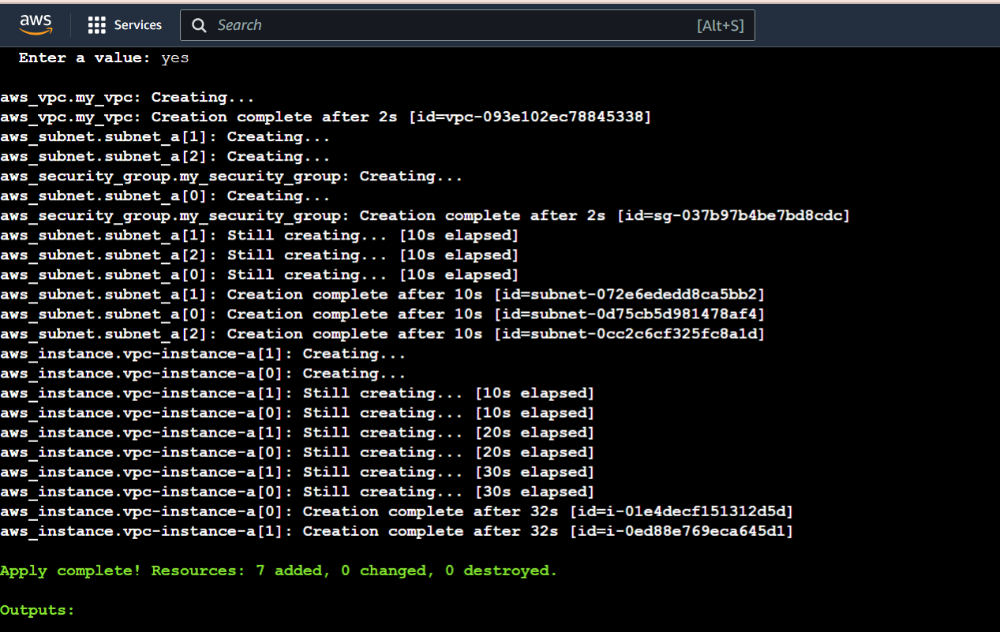 aws
Services
Search
[Alt+S]
Enter a value: yes
aws_vpc.my_vpc: Creating...
aws_vpc.my_vpc: Creation complete after 2s [id=vpc-093e102ec78845338]
aws_subnet.subnet_a[1]: Creating...
aws_subnet.subnet_a[2]: Creating...
aws_security_group.my_security_group: Creating...
aws_subnet.subnet_a[0]: Creating...
aws_security_group.my_security_group: Creation complete after 2s [id=sg-037b97b4be7bd8cdc]
aws_subnet.subnet_a[1]: Still creating... [10s elapsed]
aws_subnet.subnet_a[2]: Still creating... [10s elapsed]
aws_subnet.subnet_a[0]: Still creating... [10s elapsed]
aws_subnet.subnet_a[1]: Creation complete after 10s [id=subnet-072e6ededd8ca5bb2]
aws_subnet.subnet_a[0]: Creation complete after 10s [id=subnet-0d75cb5d981478af4]
aws_subnet.subnet_a[2]: Creation complete after 10s [id=subnet-0cc2c6cf325fc8a1d]
aws_instance.vpc-instance-a[1]: Creating...
aws_instance.vpc-instance-a[0]: Creating...
aws_instance.vpc-instance-a[1]: Still creating... [10s elapsed]
aws_instance.vpc-instance-a[0]: Still creating... [10s elapsed]
aws_instance.vpc-instance-a[1]: Still creating... [20s elapsed]
aws_instance.vpc-instance-a[0]: Still creating... [20s elapsed]
aws_instance.vpc-instance-a[1]: Still creating... [30s elapsed]
aws_instance.vpc-instance-a[0]: Still creating... [30s elapsed]
aws_instance.vpc-instance-a[0]: Creation complete after 32s [id=i-01e4decf151312d5d]
aws_instance.vpc-instance-a[1]: Creation complete after 32s [id=i-0ed88e769eca645d1]
Apply complete! Resources: 7 added, 0 changed, 0 destroyed.
Outputs: